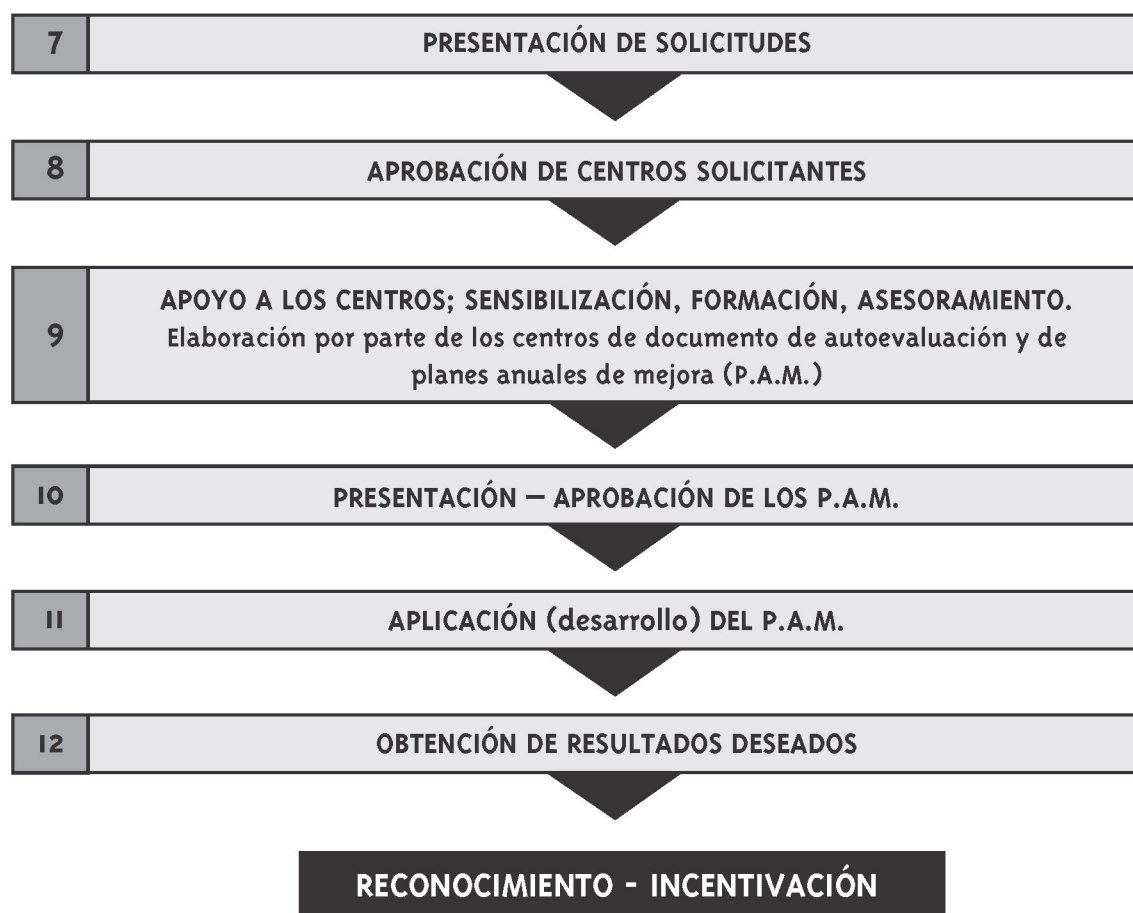 7 PRESENTACIÓN DE SOLICITUDES
8 APROBACIÓN DE CENTROS SOLICITANTES
9 APOYO A LOS CENTROS; SENSIBILIZACIÓN, FORMACIÓN, ASESORAMIENTO.
Elaboración por parte de los centros de documento de autoevaluación y de
planes anuales de mejora (P.A.M.)
10 PRESENTACIÓN – APROBACIÓN DE LOS P.A.M.
11 APLICACIÓN (desarrollo) DEL P.A.M.
12 OBTENCIÓN DE RESULTADOS DESEADOS
RECONOCIMIENTO - INCENTIVACIÓN